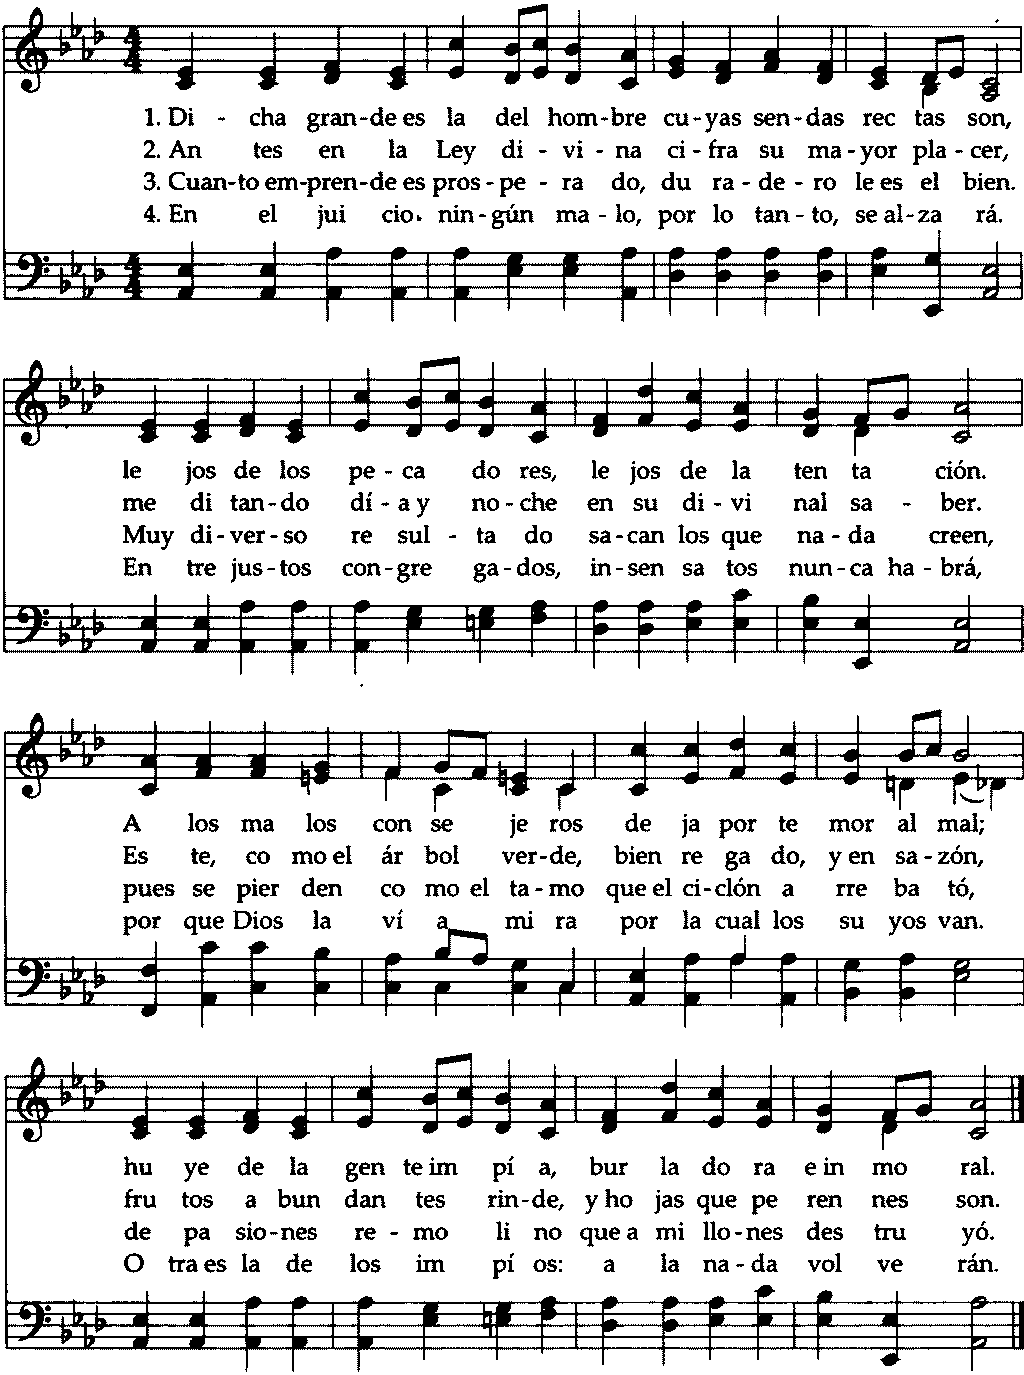 1. Di - cha gran-de es la del hom-bre cu-yas sen-das rec tas son,
2. An tes en la Ley di - vi - na ci-fra su ma-yor pla-cer,
3. Cuan-to em-pren-de es pros-pe - ra do, du ra-de-ro le es el bien.
4. En el jui cio. nin-gún ma-lo, por lo tan-to, se al-za rá.
le jos de los pe-ca do res, le jos de la ten ta ción.
me di tan-do dí-a y no-che en su di-vi nal sa - ber.
Muy di-ver-so re sul - ta do sa-can los que na-da creen,
En tre jus-tos con-gre ga-dos, in-sen sa tos nun-ca ha-brá,
A los ma los con se je ros de ja por te mor al mal;
Es te, co mo el ár bol ver-de, bien re ga do, y en sa-zón,
pues se pier den co mo el ta-mo que el ci-clón a rre ba tó,
por que Dios la ví a mi ra por la cual los su yos van.
hu ye de la gen te im pí a, bur la do ra e in mo ral.
fru tos a bun dan tes rin-de, y ho jas que pe ren nes son.
de pa sio-nes re-mo li no que a mi llo-nes des tru yó.
O tra es la de los im pí os: a la na-da vol ve rán.